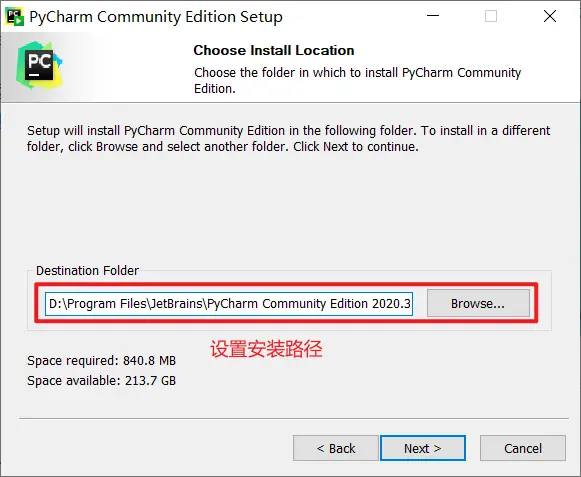 PyCharm Community Edition Setup
PC
Choose Install Location
Choose the folder in which to install PyCharm Community
Edition.
Setup will install PyCharm Community Edition in the following folder. To install in a different
folder, click Browse and select another folder. Click Next to continue.
Destination Folder
D:\Program Files\JetBrains\PyCharm Community Edition 2020.3
Browse...
设置安装路径
Space required: 840.8 MB
Space available: 213.7 GB
< Back
Next >
Cancel